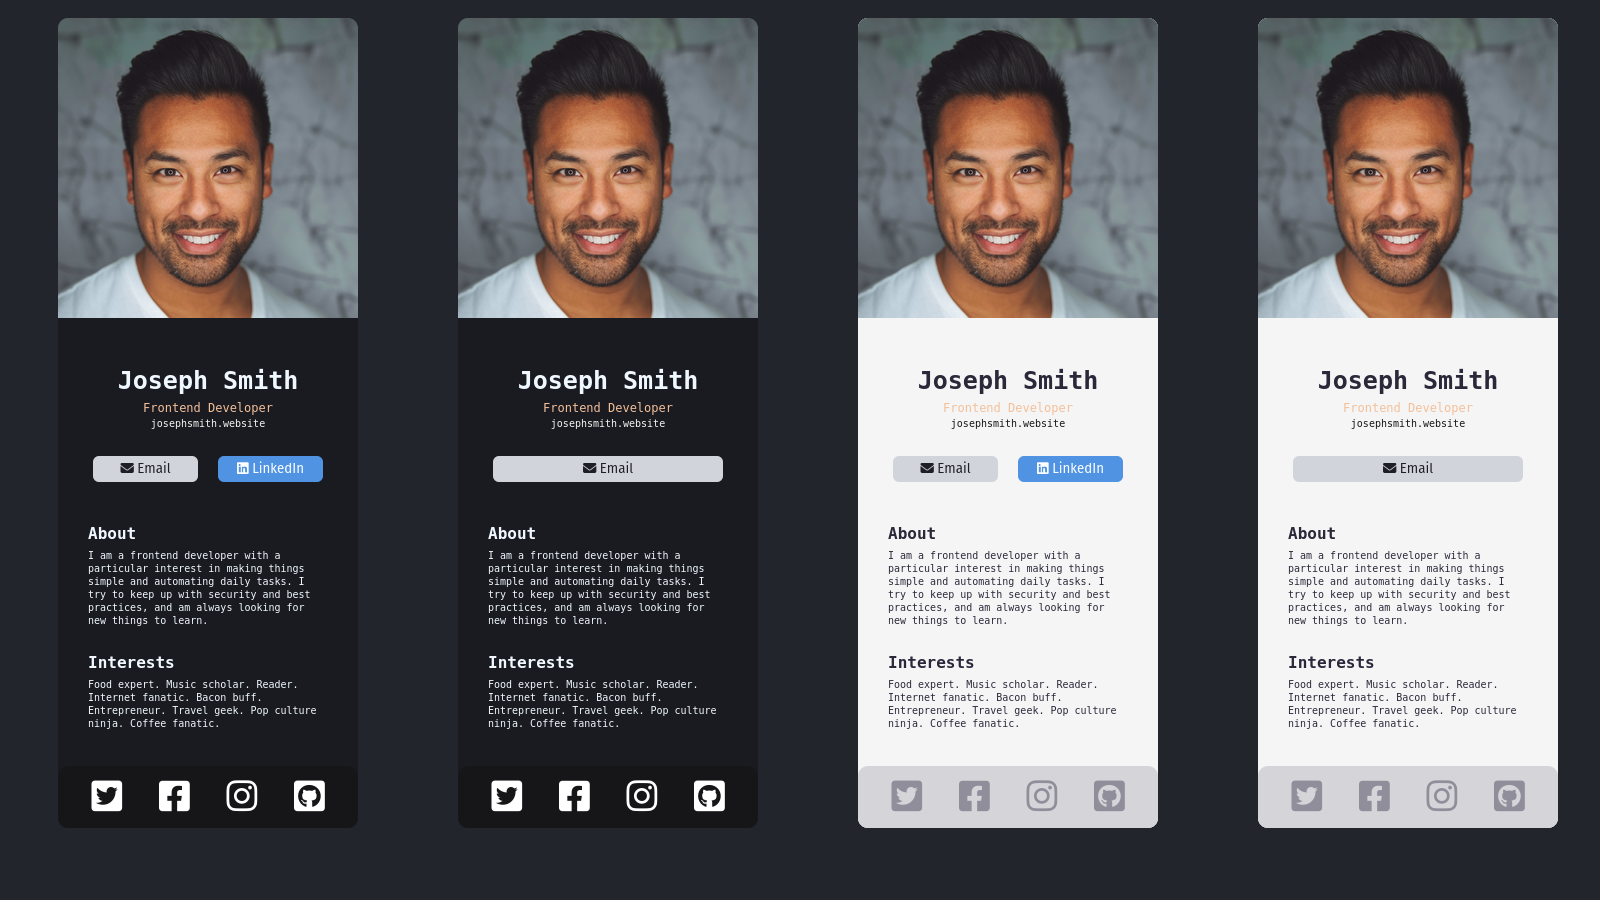 Joseph Smith
Frontend Developer
josephsmith.website
Email
LinkedIn
About
I am a frontend developer with a
particular interest in making things
simple and automating daily tasks. I
try to keep up with security and best
practices, and am always looking for
new things to learn.
Interests
Food expert. Music scholar. Reader.
Internet fanatic. Bacon buff.
Entrepreneur. Travel geek. Pop culture
ninja. Coffee fanatic.
Joseph Smith
Frontend Developer
josephsmith.website
Email
About
I am a frontend developer with a
particular interest in making things
simple and automating daily tasks. I
try to keep up with security and best
practices, and am always looking for
new things to learn.
Interests
Food expert. Music scholar. Reader.
Internet fanatic. Bacon buff.
Entrepreneur. Travel geek. Pop culture
ninja. Coffee fanatic.
Joseph Smith
Frontend Developer
josephsmith.website
Email
LinkedIn
About
I am a frontend developer with a
particular interest in making things
simple and automating daily tasks. I
try to keep up with security and best
practices, and am always looking for
new things to learn.
Interests
Food expert. Music scholar. Reader.
Internet fanatic. Bacon buff.
Entrepreneur. Travel geek. Pop culture
ninja. Coffee fanatic.
Joseph Smith
Frontend Developer
josephsmith.website
Email
About
I am a frontend developer with a
particular interest in making things
simple and automating daily tasks. I
try to keep up with security and best
practices, and am always looking for
new things to learn.
Interests
Food expert. Music scholar. Reader.
Internet fanatic. Bacon buff.
Entrepreneur. Travel geek. Pop culture
ninja. Coffee fanatic.